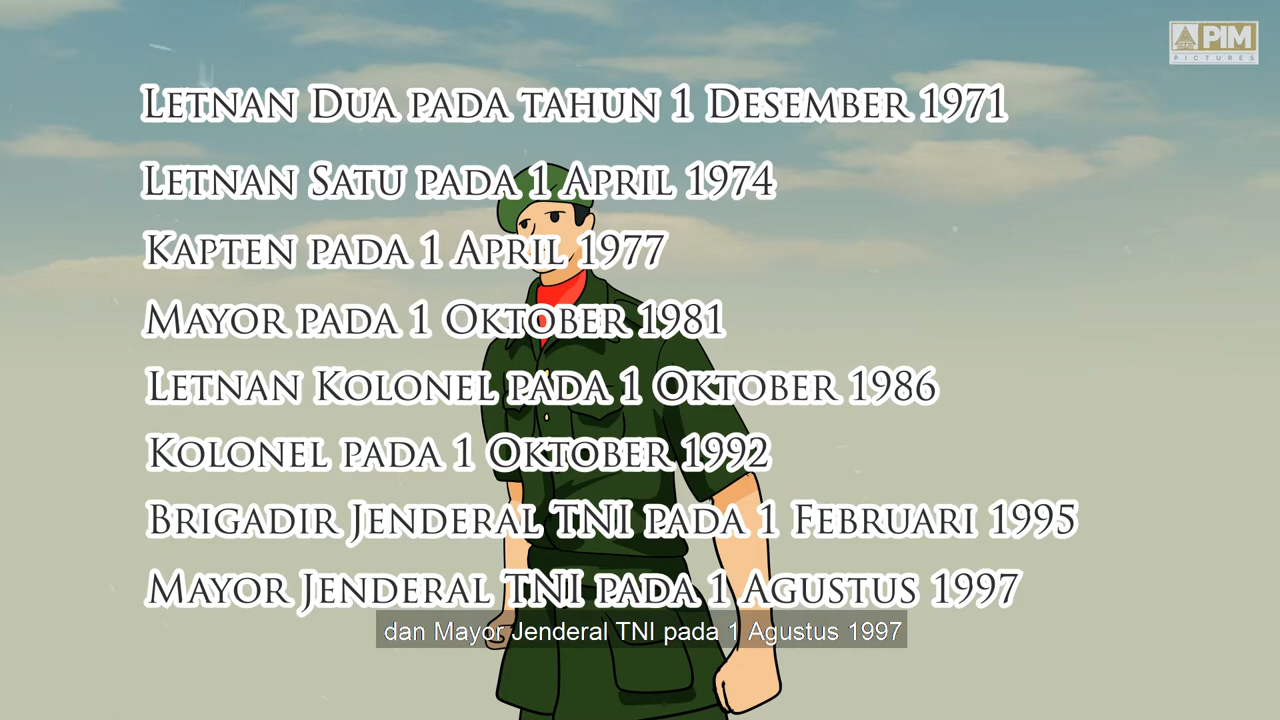 PIM
PICTURES
Letnan Dua pada tahun 1 Desember 1971
Letnan Satu pada 1 April 1974
Kapten pada 1 April 1977
Mayor pada 1 Oktober 1981
Letnan Kolonel pada 1 Oktober 1986
Kolonel pada 1 Oktober 1992
Brigadir Jenderal TNI pada 1 Februari 1995
Mayor Jenderal TNI pada 1 Agustus 1997
dan Mayor Jenderal TNI pada 1 Agustus 1997